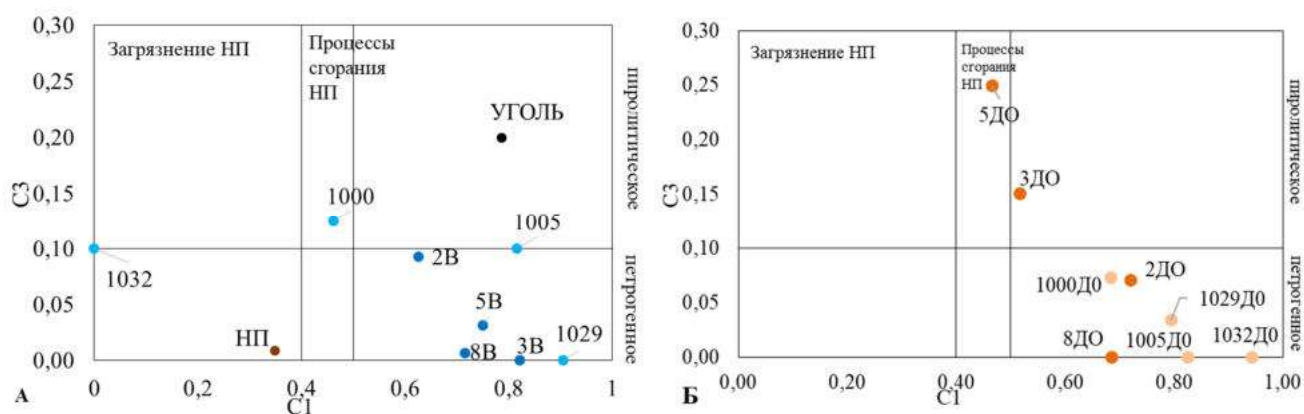 0,30
0,25
0,20
0,15
0,10
0,05
0,00
С3
Загрязнение НП
Процессы
сгорания
НП
пиролитическое
УГОЛЬ
1000
1005
1032
2В
петрогенное
5В
НП
8В
3В
1029
А
0
0,2
0,4
0,6
0,8
1
С1
0,30
0,25
0,20
0,15
0,10
0,05
0,00
С3
Загрязнение НП
Процессы
сгорания
НП
пиролитическое
5ДО
3ДО
петрогенное
1000Д0
2ДО
1029Д0
8ДО
1005Д0
1032Д0
Б
0,00
0,20
0,40
0,60
0,80
1,00
С1